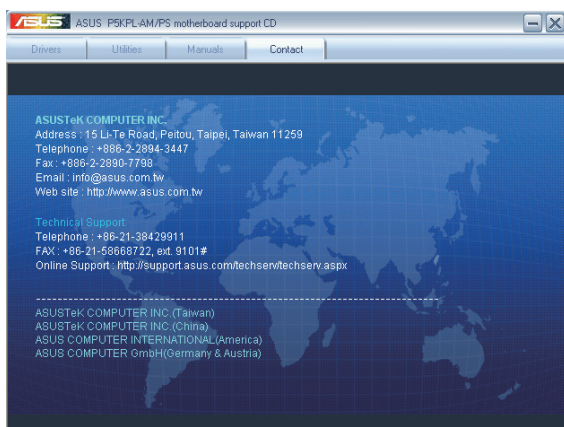 ASUS ASUS P5KPL-AM/PS motherboard support CD
Drivers Utilities Manuals Contact
ASUSTeK COMPUTER INC.
Address : 15 Li-Te Road, Peitou, Taipei, Taiwan 11259
Telephone : +886-2-2894-3447
Fax : +886-2-2890-7798
Email : info@asus.com.tw
Web site : http://www.asus.com.tw
Technical Support
Telephone : +86-21-38429911
FAX : +86-21-58668722, ext. 9101#
Online Support : http://support.asus.com/techserv/techserv.aspx
ASUSTeK COMPUTER INC.(Taiwan)
ASUSTeK COMPUTER INC.(China)
ASUS COMPUTER INTERNATIONAL(America)
ASUS COMPUTER GmbH(Germany & Austria)